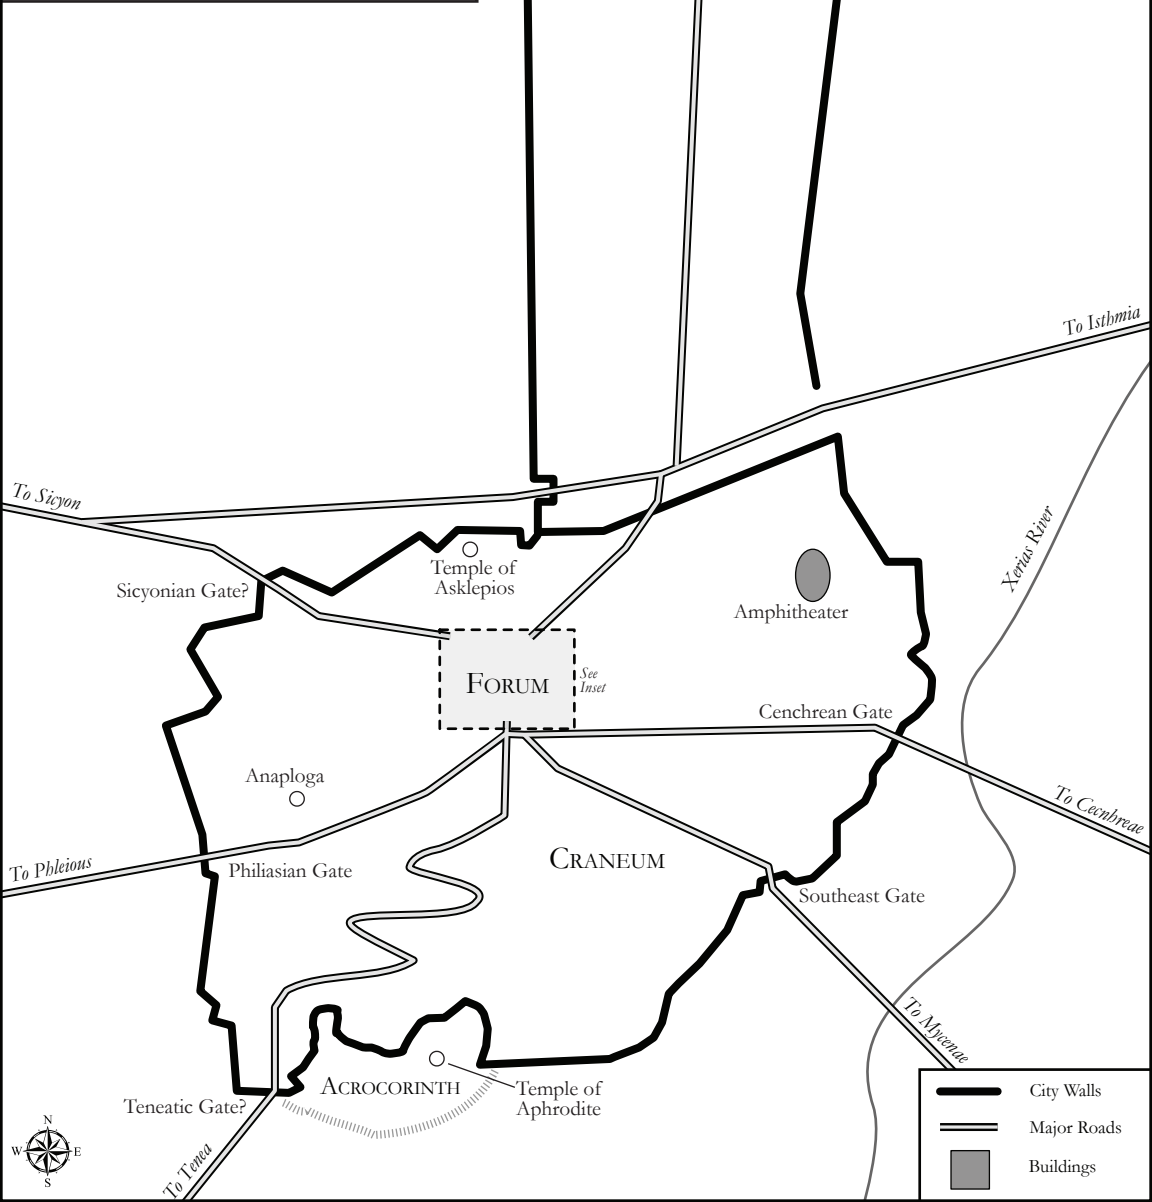 To Isthmia
To Sicyon
Xerias River
Temple of
Asklepios
Sicyonian Gate?
Amphitheater
Forum
See
Inset
Cenchrean Gate
Anaploga
To Cecnhreae
To Phleious
Philiasian Gate
Craneum
Southeast Gate
To Mycenae
Acrocorinth
Temple of
Aphrodite
Teneatic Gate?
To Tenea
N
W E
S
City Walls
Major Roads
Buildings